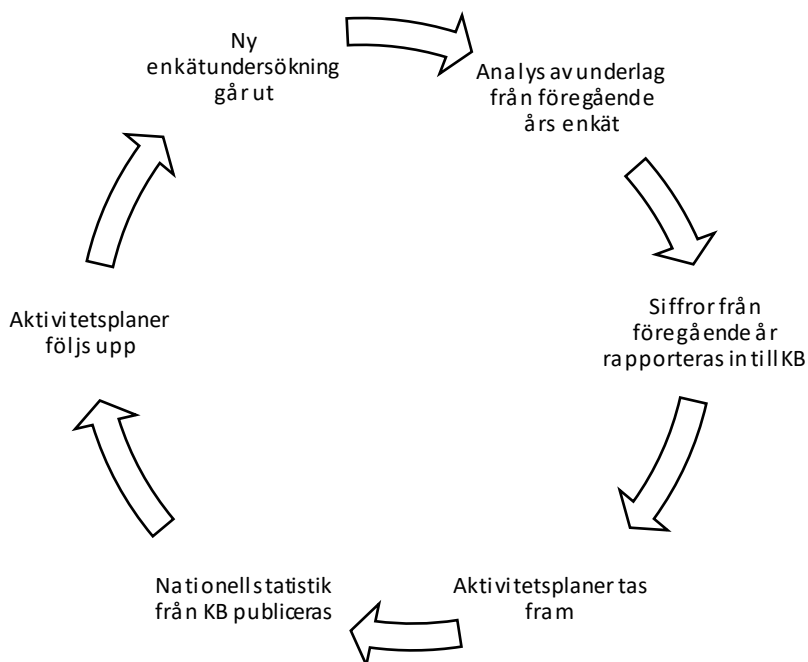 Ny
enkätundersökning
går ut
Analys av underlag
från föregående
års enkät
Siffror från
föregående år
rapporteras in till KB
Aktivitetsplaner tas
fram
Nationell statistik
från KB publiceras
Aktivitetsplaner
följs upp